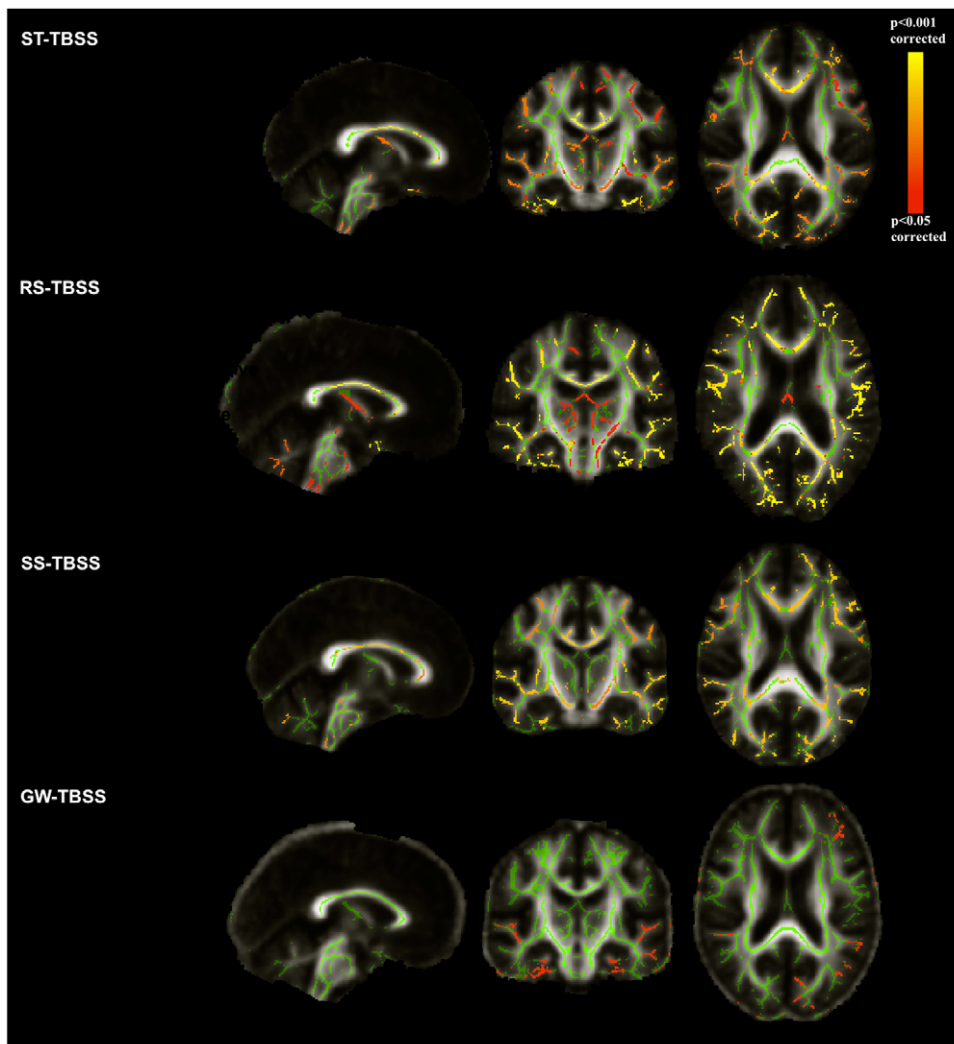 ST-TBSS
p<0.001
corrected
p<0.05
corrected
RS-TBSS
SS-TBSS
GW-TBSS